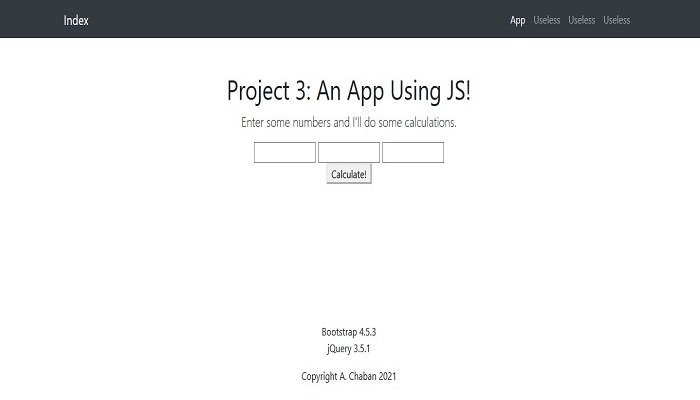 Index App Useless Useless Useless
Project 3: An App Using JS!
Enter some numbers and I'll do some calculations.
Calculate!
Bootstrap 4.5.3
jQuery 3.5.1
Copyright A. Chaban 2021